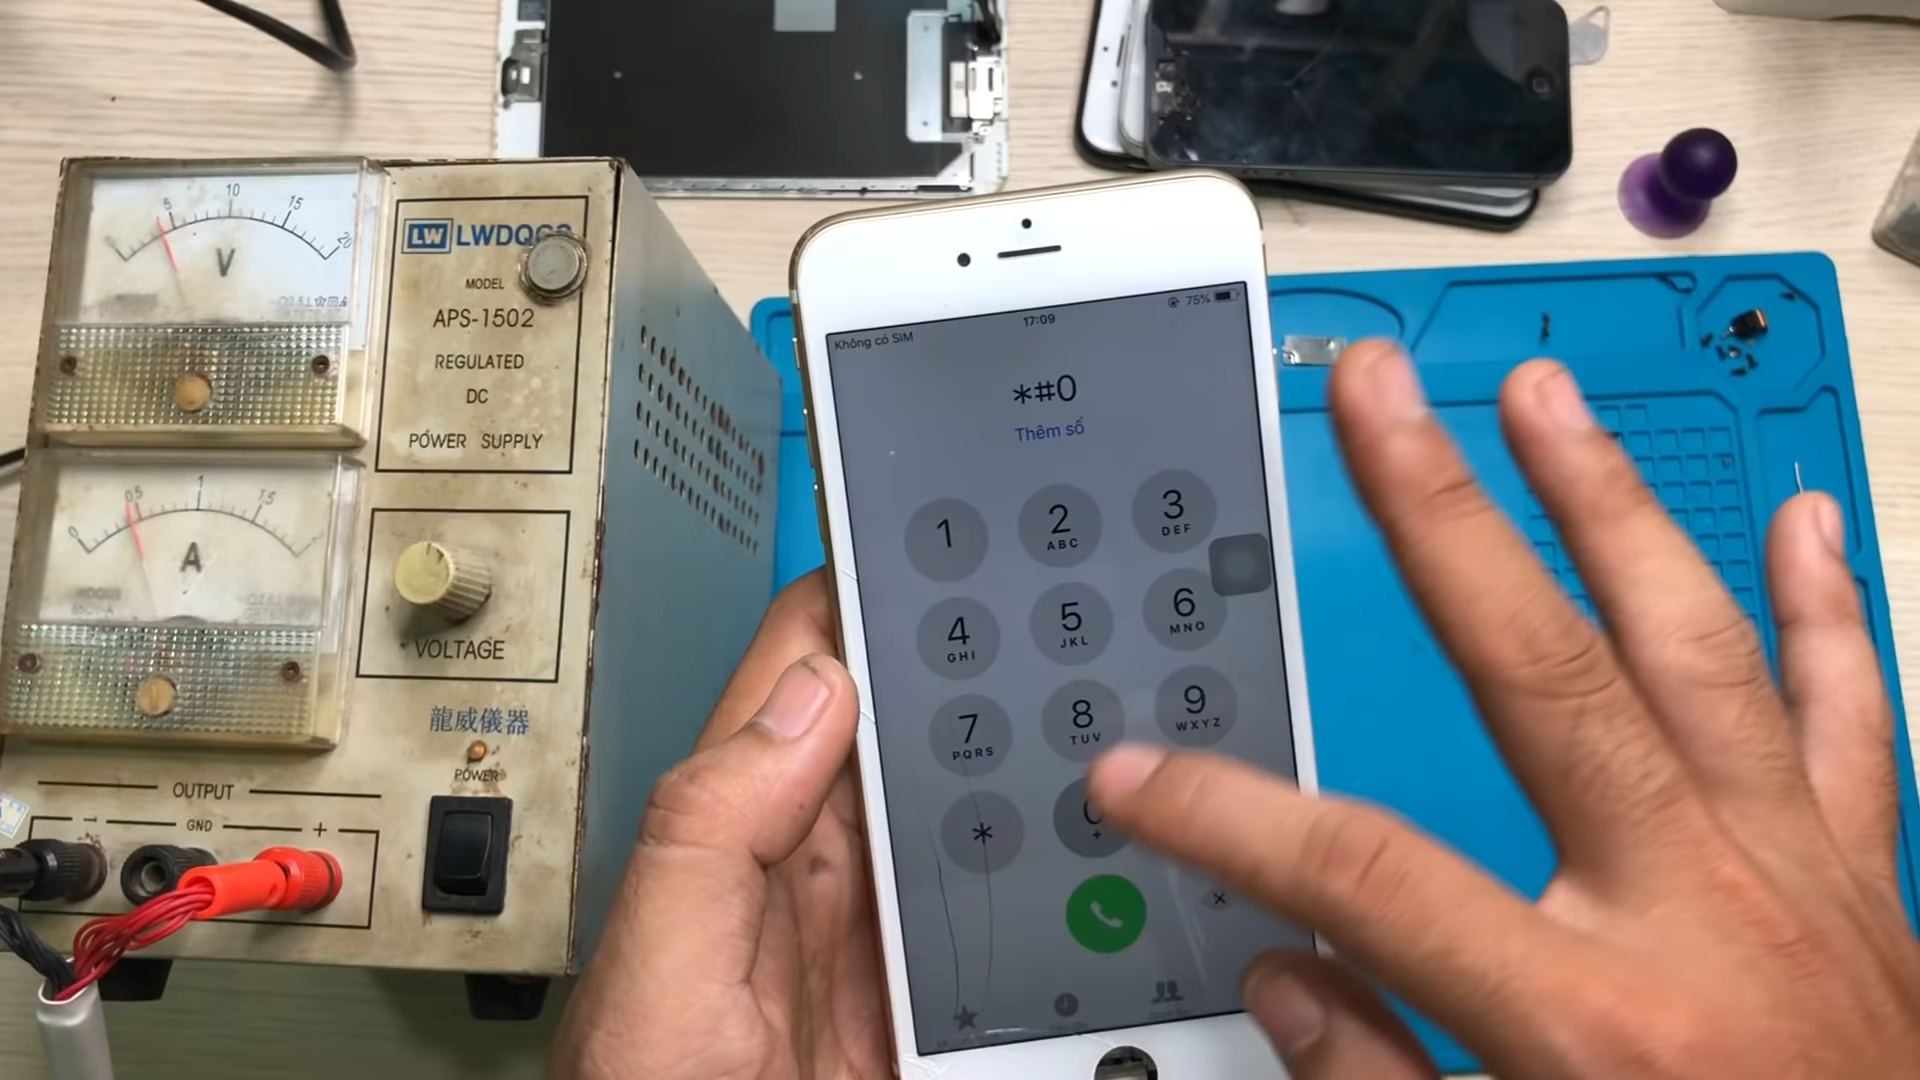 0 5 10 15 20
V
LW LWDQGS
MODEL
APS-1502
REGULATED
DC
POWER SUPPLY
0 0.5 1 1.5
A
VOLTAGE
龍威儀器
POWER
OUTPUT
− GND +
Không có SIM
17:09
75%
*#0
Thêm số
1
2 ABC
3 DEF
4 GHI
5 JKL
6 MNO
7 PQRS
8 TUV
9 WXYZ
*
0 +